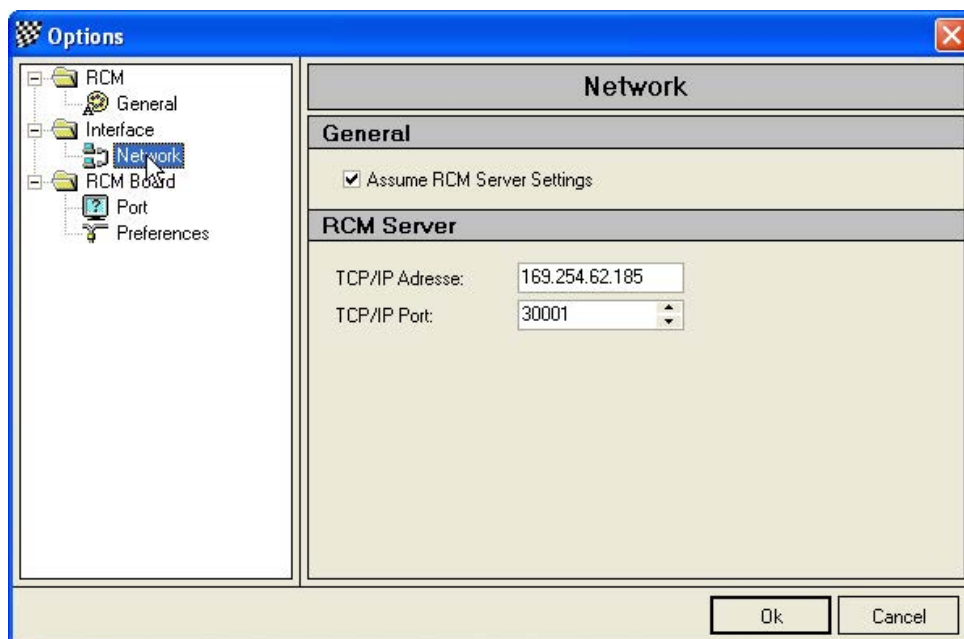 Options
RCM
General
Interface
Network
RCM Board
Port
Preferences
Network
General
Assume RCM Server Settings
RCM Server
TCP/IP Adresse: 169.254.62.185
TCP/IP Port: 30001
Ok Cancel